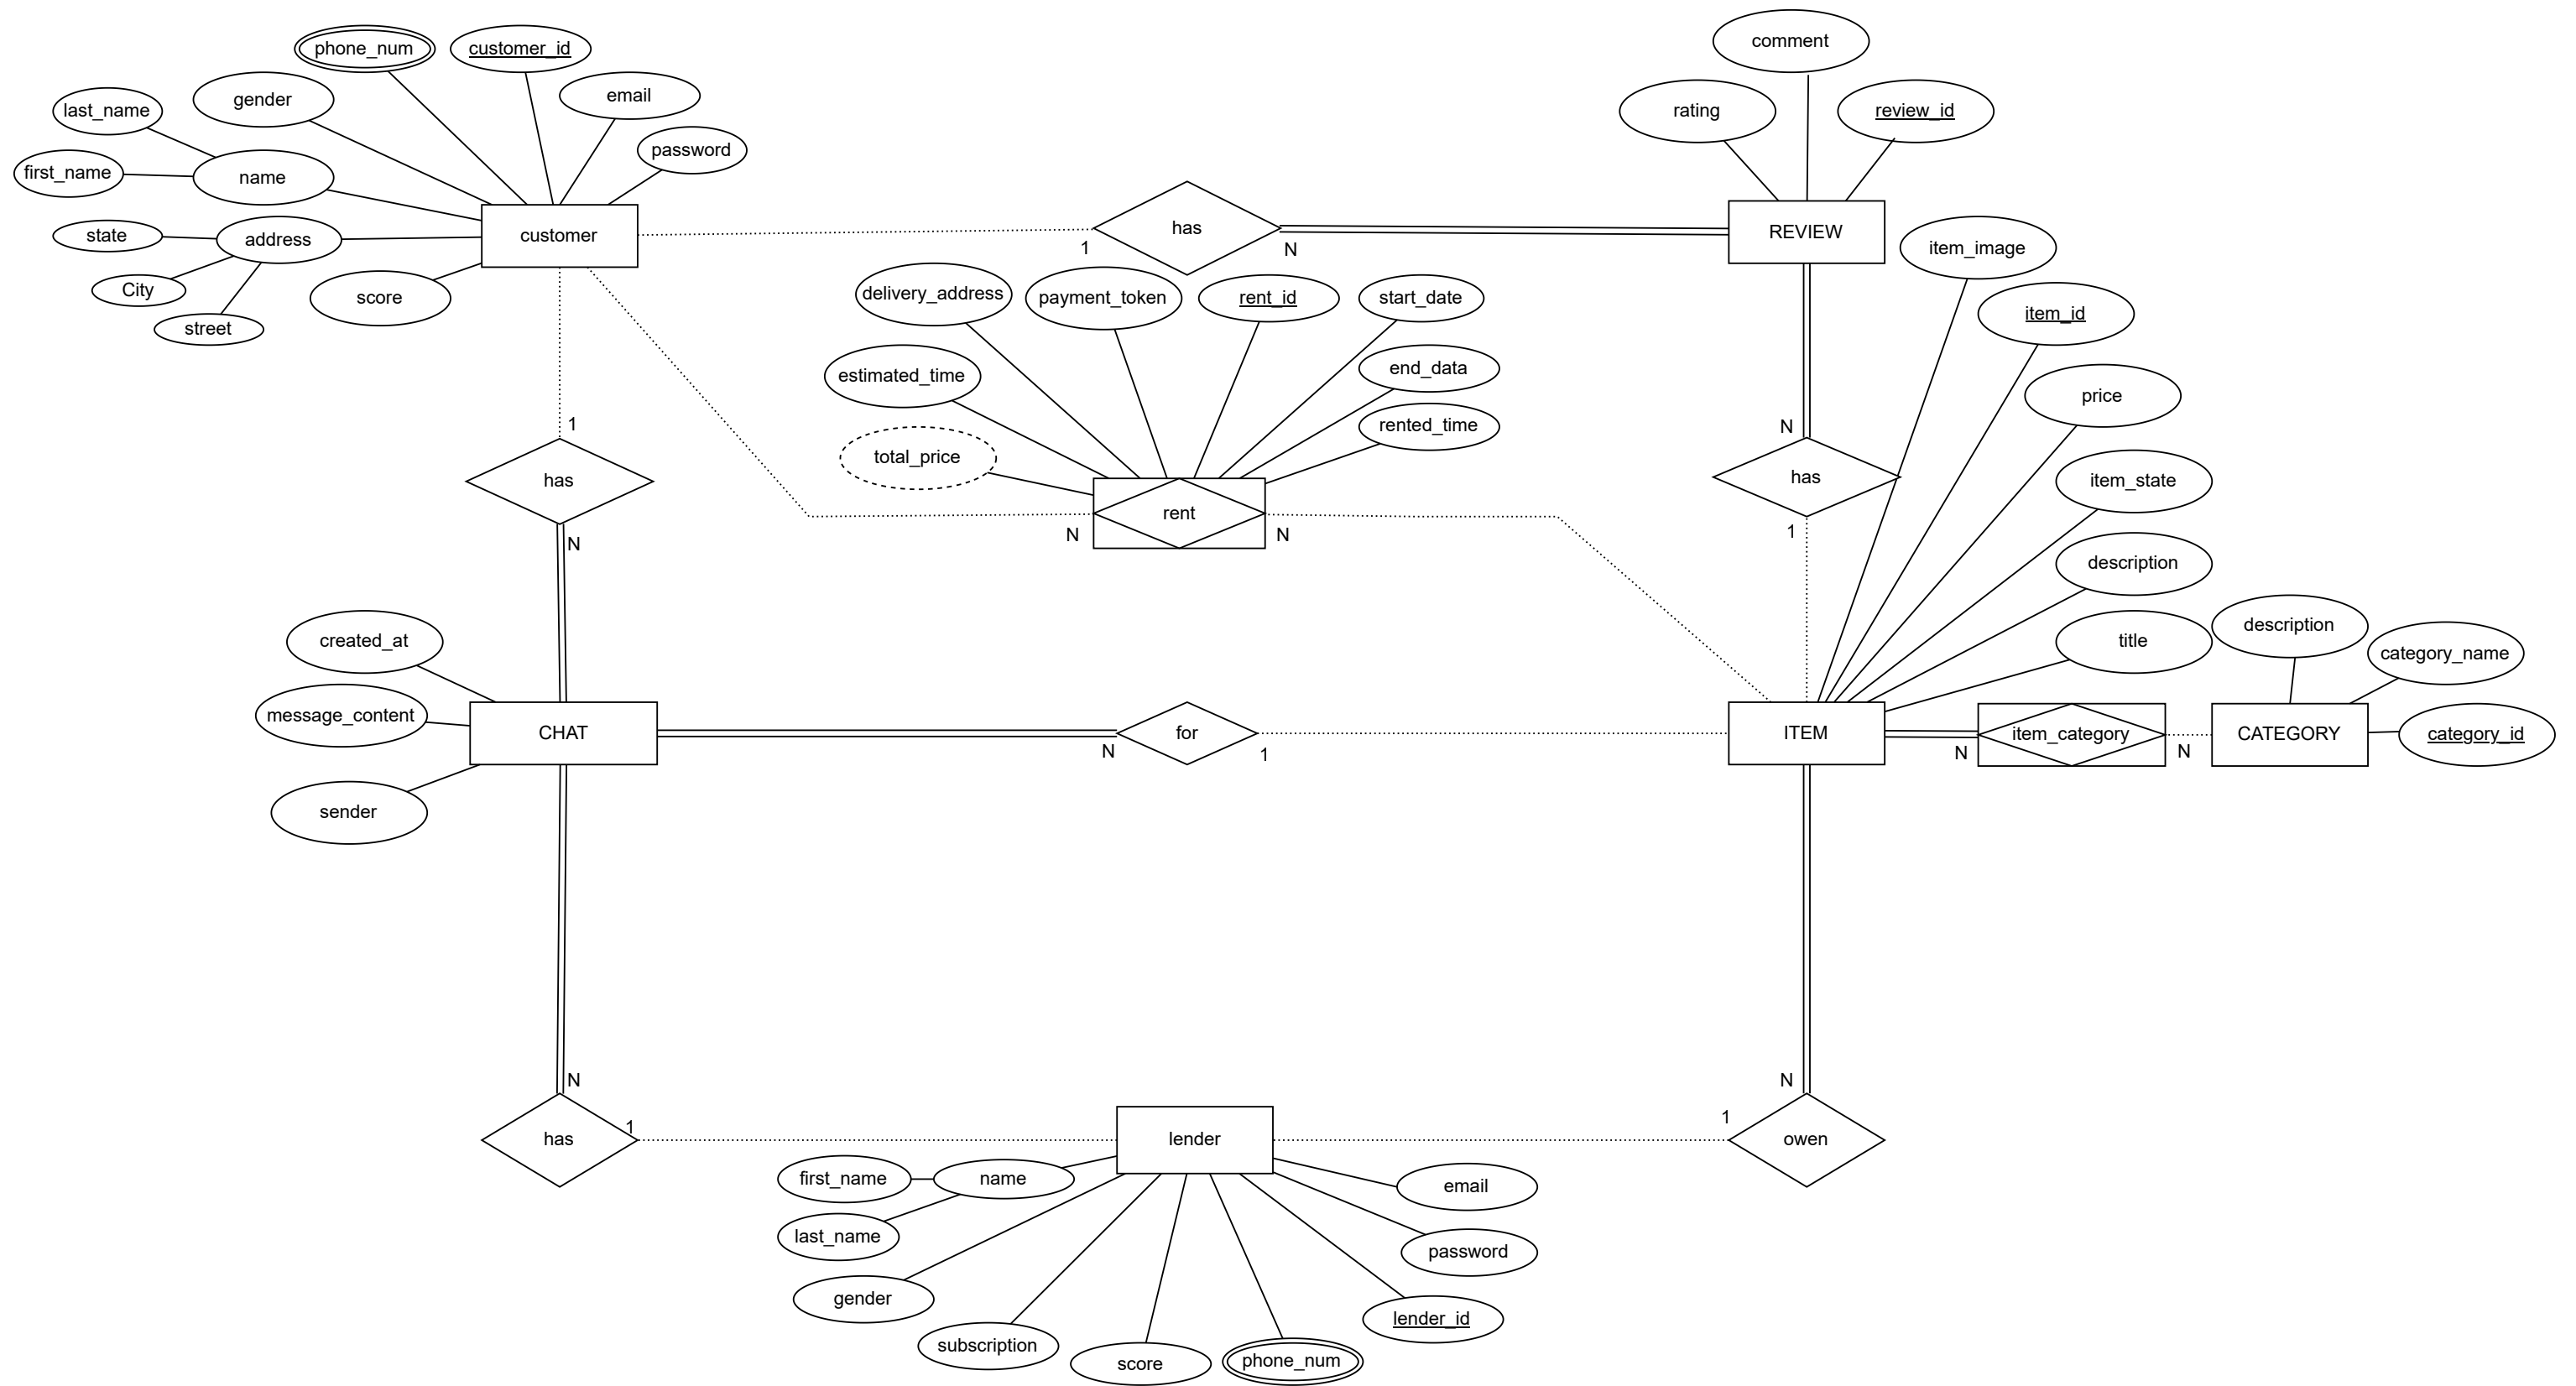 comment
phone_num
customer_id
email
gender
last_name
rating
review_id
password
first_name
name
state
address
customer
has
REVIEW
1
N
item_image
City
score
street
delivery_address
payment_token
rent_id
start_date
item_id
estimated_time
end_data
price
1
total_price
rented_time
N
has
has
item_state
rent
N
N
N
1
description
created_at
title
description
category_name
message_content
CHAT
for
ITEM
item_category
CATEGORY
category_id
N
1
N
N
sender
N
N
1
1
has
lender
owen
first_name
name
email
last_name
password
gender
lender_id
subscription
score
phone_num